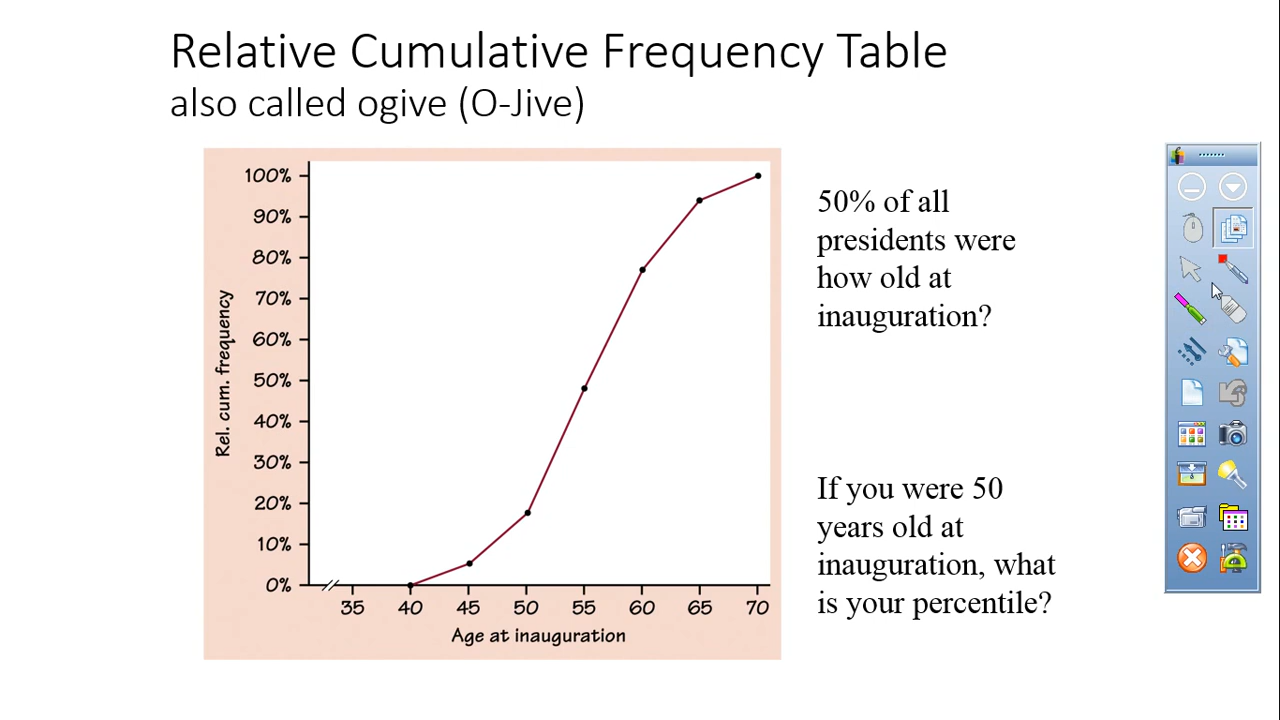 Relative Cumulative Frequency Table
also called ogive (O-Jive)
100%
90%
80%
70%
60%
50%
40%
30%
20%
10%
0%
Rel. cum. frequency
35 40 45 50 55 60 65 70
Age at inauguration
50% of all
presidents were
how old at
inauguration?
If you were 50
years old at
inauguration, what
is your percentile?